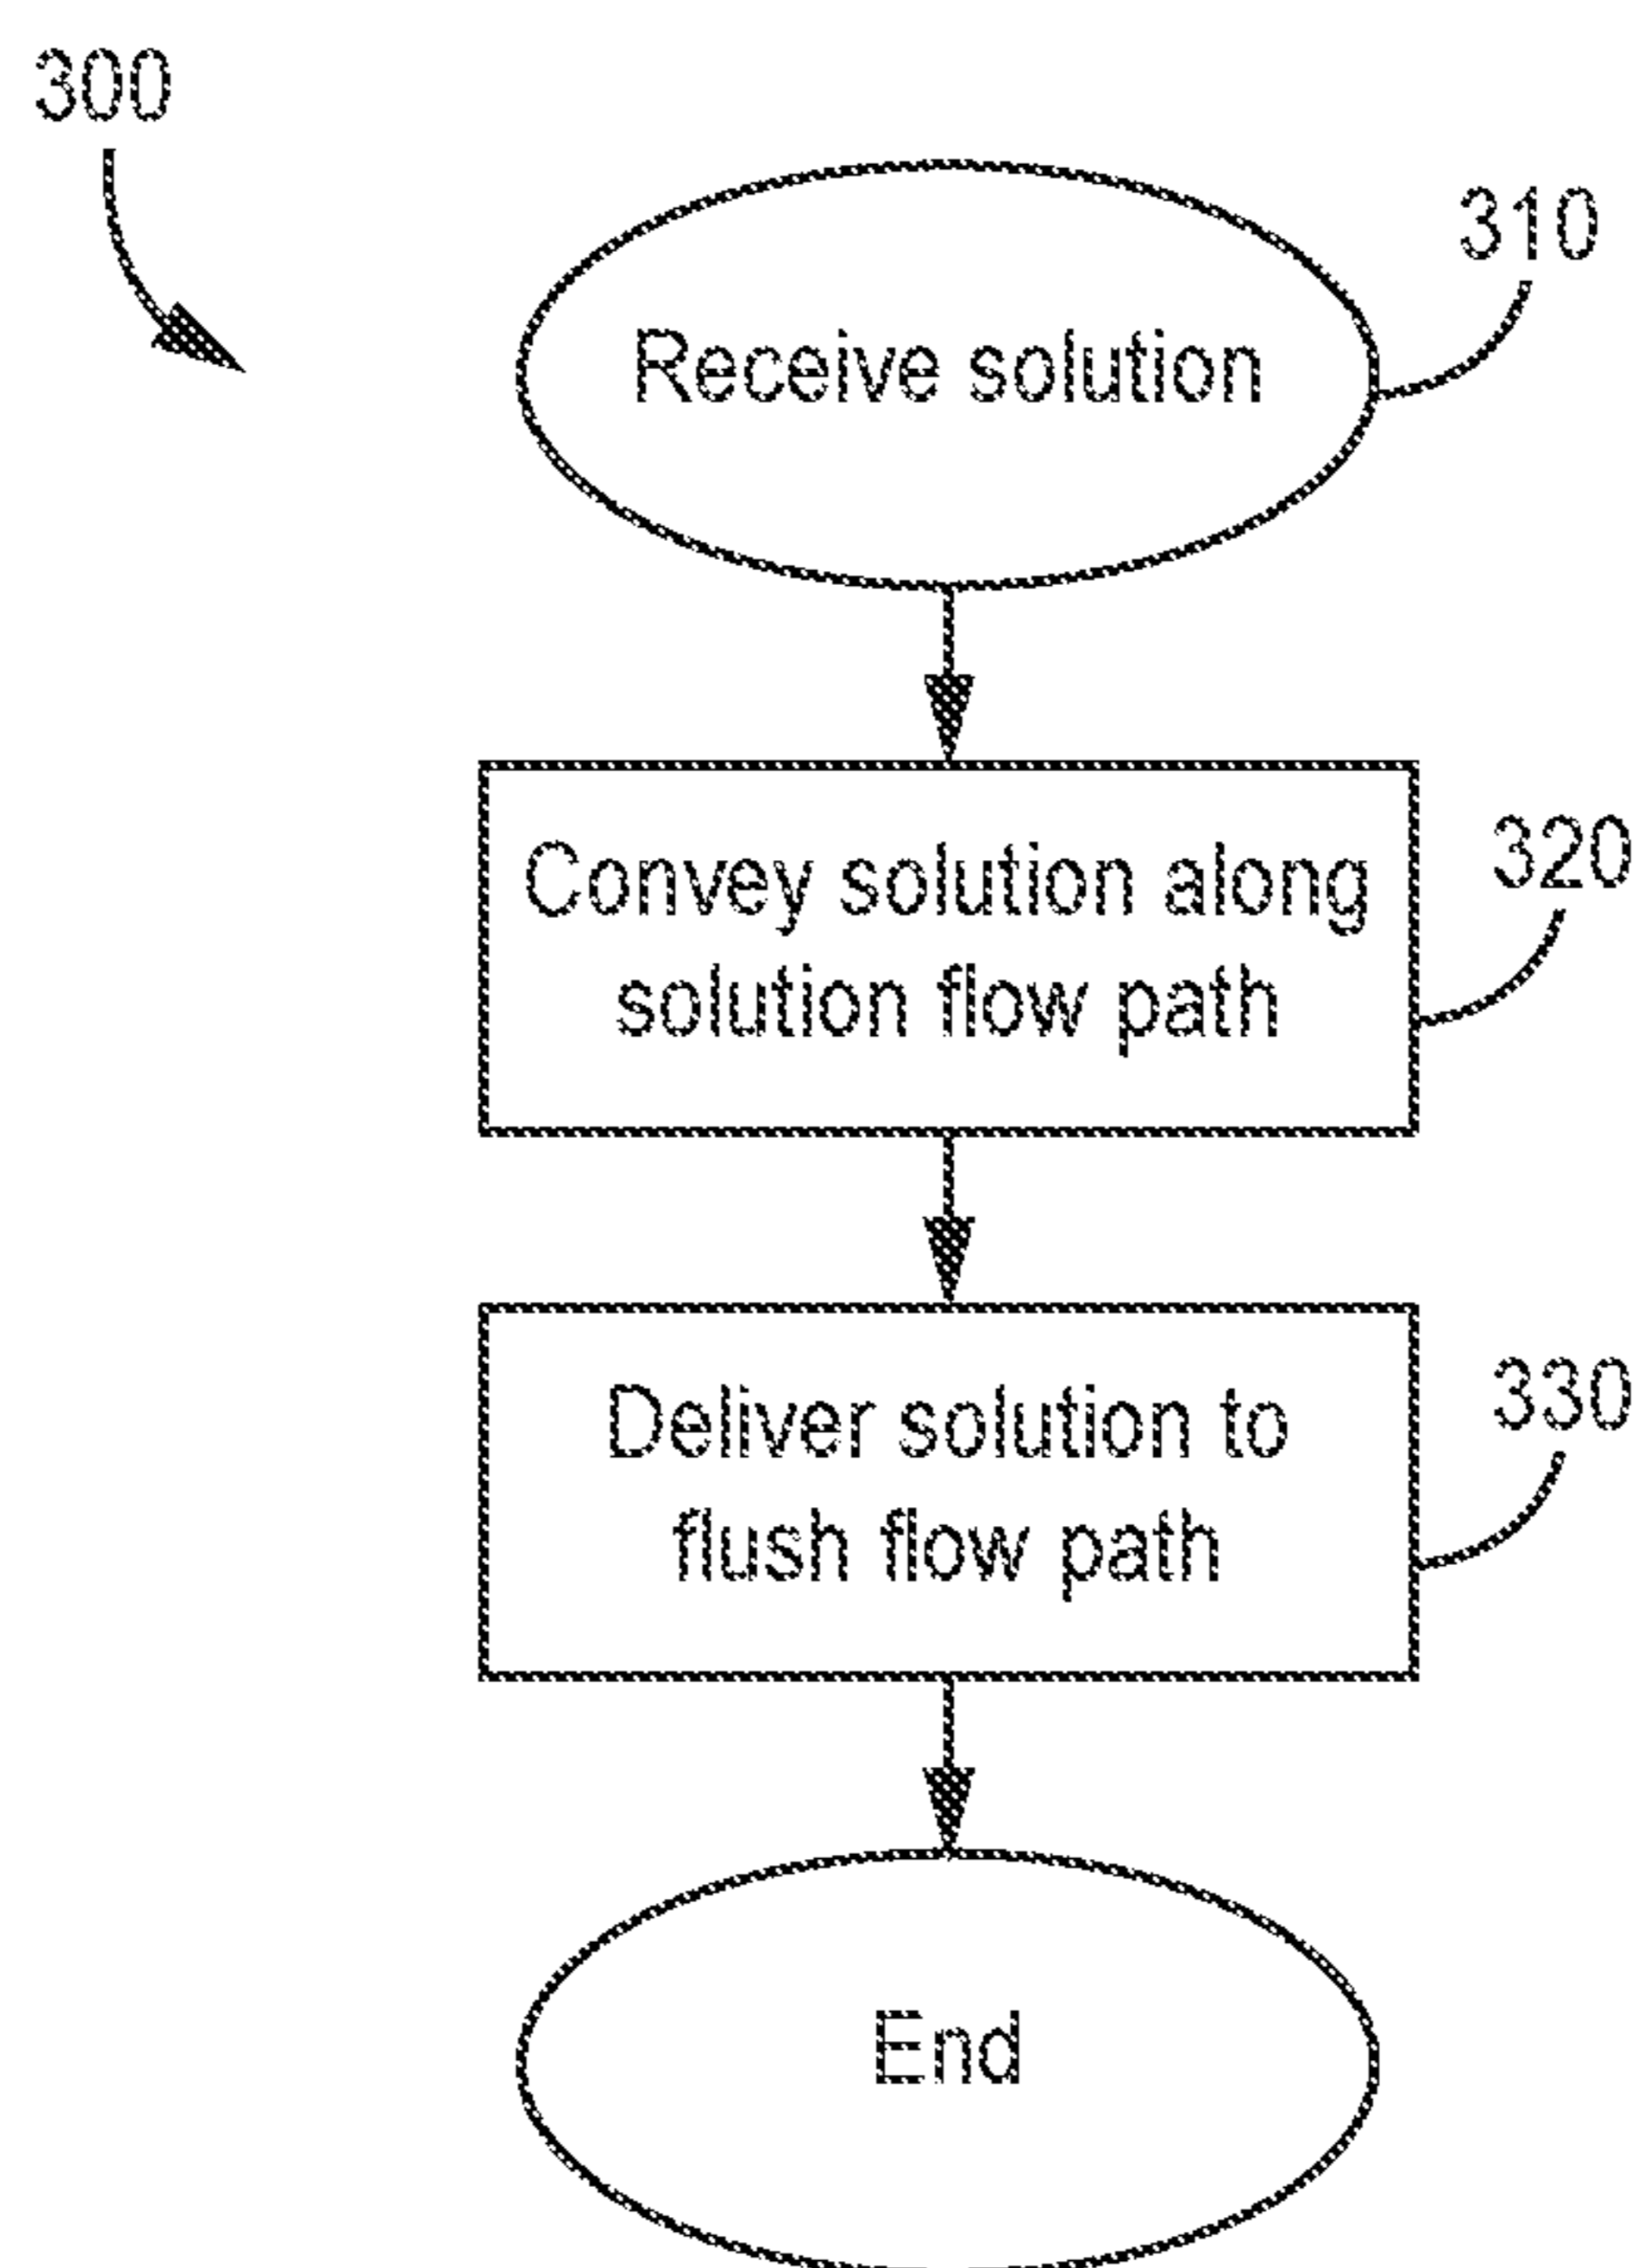 300
310
Receive solution
320
Convey solution along
solution flow path
330
Deliver solution to
flush flow path
End